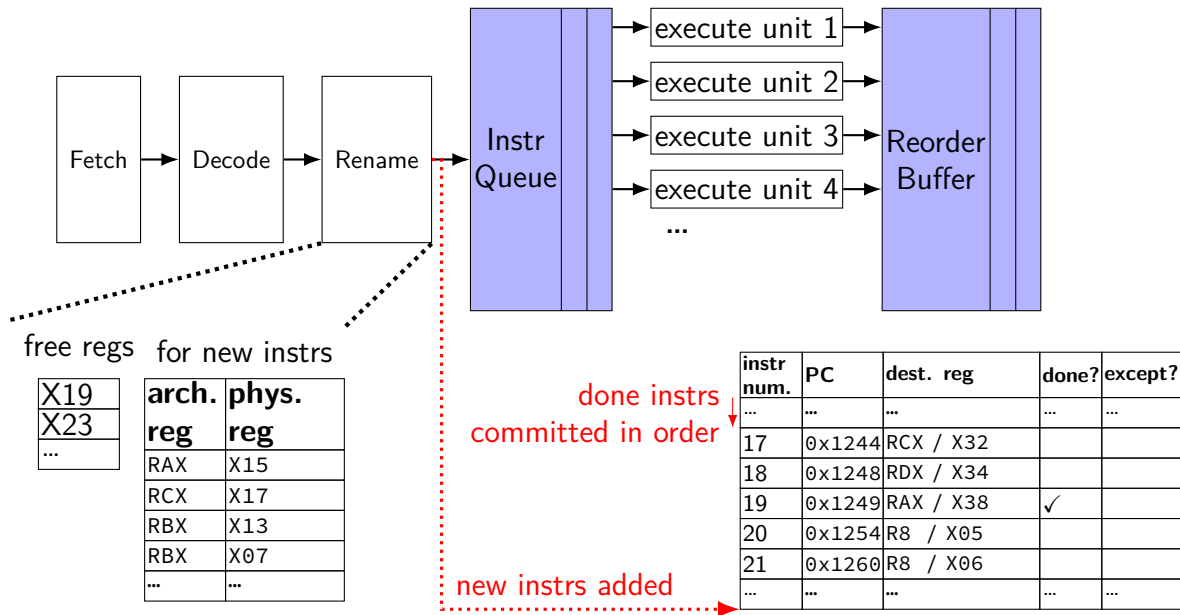 Fetch
Decode
Rename
Instr
Queue
execute unit 1
execute unit 2
execute unit 3
execute unit 4
...
Reorder
Buffer
free regs
X19
X23
...
for new instrs
arch. reg phys. reg
RAX X15
RCX X17
RBX X13
RBX X07
... ...
done instrs
committed in order
new instrs added
instr num. PC dest. reg done? except?
... ... ... ... ...
17 0x1244 RCX / X32
18 0x1248 RDX / X34
19 0x1249 RAX / X38 ✓
20 0x1254 R8 / X05
21 0x1260 R8 / X06
... ... ... ... ...